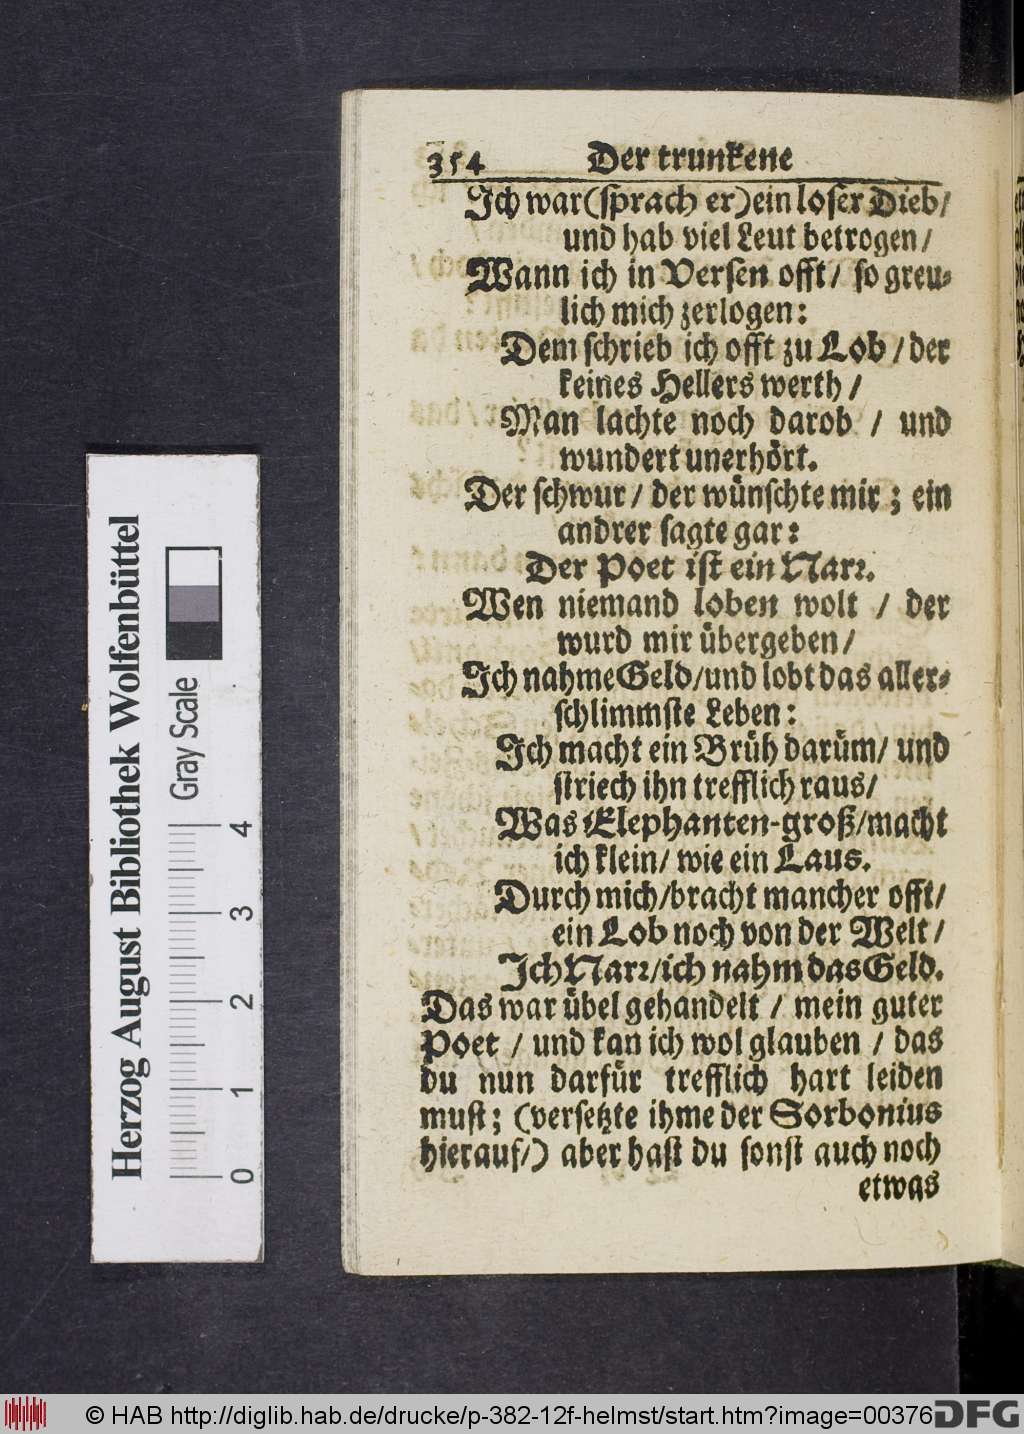 354 Der trunkene
Ich war (sprach er) ein loser Dieb/
und hab viel Leut betrogen/
Wann ich in Versen offt/ so greu-
lich mich zerlogen:
Dem schrieb ich offt zu Lob/ der
keines Hellers werth/
Man lachte noch darob / und
wundert unerhört.
Der schwur/ der wünschte mir; ein
andrer sagte gar:
Der Poet ist ein Narr.
Wen niemand loben wolt / der
wurd mir übergeben/
Ich nahme Geld/und lobt das aller-
schlimmste Leben:
Ich macht ein Brüh darüm/ und
striech ihn trefflich raus/
Was Elephanten-groß/macht
ich klein/ wie ein Laus.
Durch mich/bracht mancher offt/
ein Lob noch von der Welt/
Ich Narr/ich nahm das Geld.
Das war übel gehandelt / mein guter
Poet / und kan ich wol glauben / das
du nun darfür trefflich hart leiden
must; (versetzte ihme der Sorbonius
hierauf/) aber hast du sonst auch noch
etwas
Herzog August Bibliothek Wolfenbüttel
Gray Scale
0 1 2 3 4
© HAB http://diglib.hab.de/drucke/p-382-12f-helmst/start.htm?image=00376
DFG